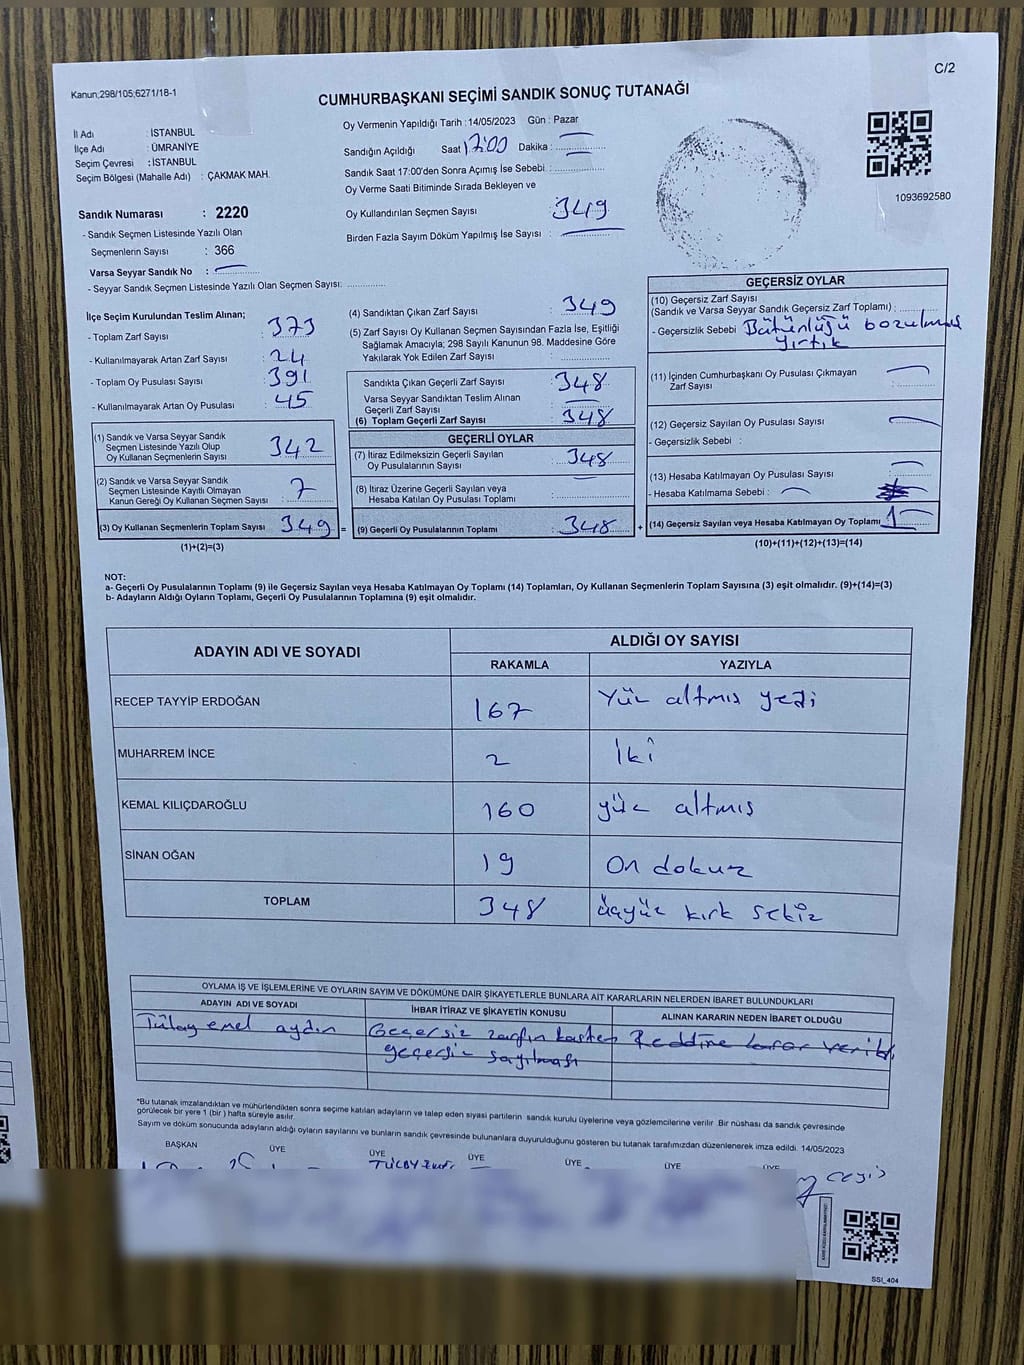 Kanun;298/105;6271/18-1
C/2
CUMHURBAŞKANI SEÇİMİ SANDIK SONUÇ TUTANAĞI
İl Adı : İSTANBUL
İlçe Adı : ÜMRANİYE
Seçim Çevresi : İSTANBUL
Seçim Bölgesi (Mahalle Adı) : ÇAKMAK MAH.
Sandık Numarası : 2220
- Sandık Seçmen Listesinde Yazılı Olan
Seçmenlerin Sayısı : 366
Varsa Seyyar Sandık No :
- Seyyar Sandık Seçmen Listesinde Yazılı Olan Seçmen Sayısı:
Oy Vermenin Yapıldığı Tarih : 14/05/2023 Gün : Pazar
Sandığın Açıldığı Saat 17:00 Dakika :
Sandık Saat 17:00'den Sonra Açımış İse Sebebi :
Oy Verme Saati Bitiminde Sırada Bekleyen ve
Oy Kullandırılan Seçmen Sayısı 349
Birden Fazla Sayım Döküm Yapılmış İse Sayısı :
1093692580
İlçe Seçim Kurulundan Teslim Alınan;
- Toplam Zarf Sayısı : 373
- Kullanılmayarak Artan Zarf Sayısı : 24
- Toplam Oy Pusulası Sayısı : 391
- Kullanılmayarak Artan Oy Pusulası : 45
(1) Sandık ve Varsa Seyyar Sandık
Seçmen Listesinde Yazılı Olup
Oy Kullanan Seçmenlerin Sayısı : 342
(2) Sandık ve Varsa Seyyar Sandık
Seçmen Listesinde Kayıtlı Olmayan
Kanun Gereği Oy Kullanan Seçmen Sayısı : 7
(3) Oy Kullanan Seçmenlerin Toplam Sayısı : 349 =
(1)+(2)=(3)
(4) Sandıktan Çıkan Zarf Sayısı : 349
(5) Zarf Sayısı Oy Kullanan Seçmen Sayısından Fazla İse, Eşitliği
Sağlamak Amacıyla; 298 Sayılı Kanunun 98. Maddesine Göre
Yakılarak Yok Edilen Zarf Sayısı :
Sandıkta Çıkan Geçerli Zarf Sayısı : 348
Varsa Seyyar Sandıktan Teslim Alınan
Geçerli Zarf Sayısı :
(6) Toplam Geçerli Zarf Sayısı : 348
GEÇERLİ OYLAR
(7) İtiraz Edilmeksizin Geçerli Sayılan
Oy Pusulalarının Sayısı : 348
(8) İtiraz Üzerine Geçerli Sayılan veya
Hesaba Katılan Oy Pusulası Toplamı :
(9) Geçerli Oy Pusulalarının Toplamı : 348 +
GEÇERSİZ OYLAR
(10) Geçersiz Zarf Sayısı
(Sandık ve Varsa Seyyar Sandık Geçersiz Zarf Toplamı) :
- Geçersizlik Sebebi Bütünlüğü bozulmuş
yırtık
(11) İçinden Cumhurbaşkanı Oy Pusulası Çıkmayan
Zarf Sayısı :
(12) Geçersiz Sayılan Oy Pusulası Sayısı :
- Geçersizlik Sebebi :
(13) Hesaba Katılmayan Oy Pusulası Sayısı :
- Hesaba Katılmama Sebebi :
(14) Geçersiz Sayılan veya Hesaba Katılmayan Oy Toplamı 1
(10)+(11)+(12)+(13)=(14)
NOT:
a- Geçerli Oy Pusulalarının Toplamı (9) ile Geçersiz Sayılan veya Hesaba Katılmayan Oy Toplamı (14) Toplamları, Oy Kullanan Seçmenlerin Toplam Sayısına (3) eşit olmalıdır. (9)+(14)=(3)
b- Adayların Aldığı Oyların Toplamı, Geçerli Oy Pusulalarının Toplamına (9) eşit olmalıdır.
ADAYIN ADI VE SOYADI ALDIĞI OY SAYISI
RAKAMLA YAZIYLA
RECEP TAYYİP ERDOĞAN 167 Yüz altmış yedi
MUHARREM İNCE 2 İki
KEMAL KILIÇDAROĞLU 160 yüz altmış
SİNAN OĞAN 19 On dokuz
TOPLAM 348 üçyüz kırk sekiz
OYLAMA İŞ VE İŞLEMLERİNE VE OYLARIN SAYIM VE DÖKÜMÜNE DAİR ŞİKAYETLERLE BUNLARA AİT KARARLARIN NELERDEN İBARET BULUNDUKLARI
ADAYIN ADI VE SOYADI İHBAR İTİRAZ VE ŞİKAYETİN KONUSU ALINAN KARARIN NEDEN İBARET OLDUĞU
Tülay emel aydın Geçersiz zarfın kasten Reddine karar verildi
geçersiz sayılması
*Bu tutanak imzalandıktan ve mühürlendikten sonra seçime katılan adayların ve talep eden siyasi partilerin sandık kurulu üyelerine veya gözlemcilerine verilir. Bir nüshası da sandık çevresinde
görülecek bir yere 1 (bir ) hafta süreyle asılır.
Sayım ve döküm sonucunda adayların aldığı oyların sayılarını ve bunların sandık çevresinde bulunanlara duyurulduğunu gösteren bu tutanak tarafımızdan düzenlenerek imza edildi. 14/05/2023
BAŞKAN ÜYE ÜYE ÜYE ÜYE ÜYE ÜYE
SSI_404